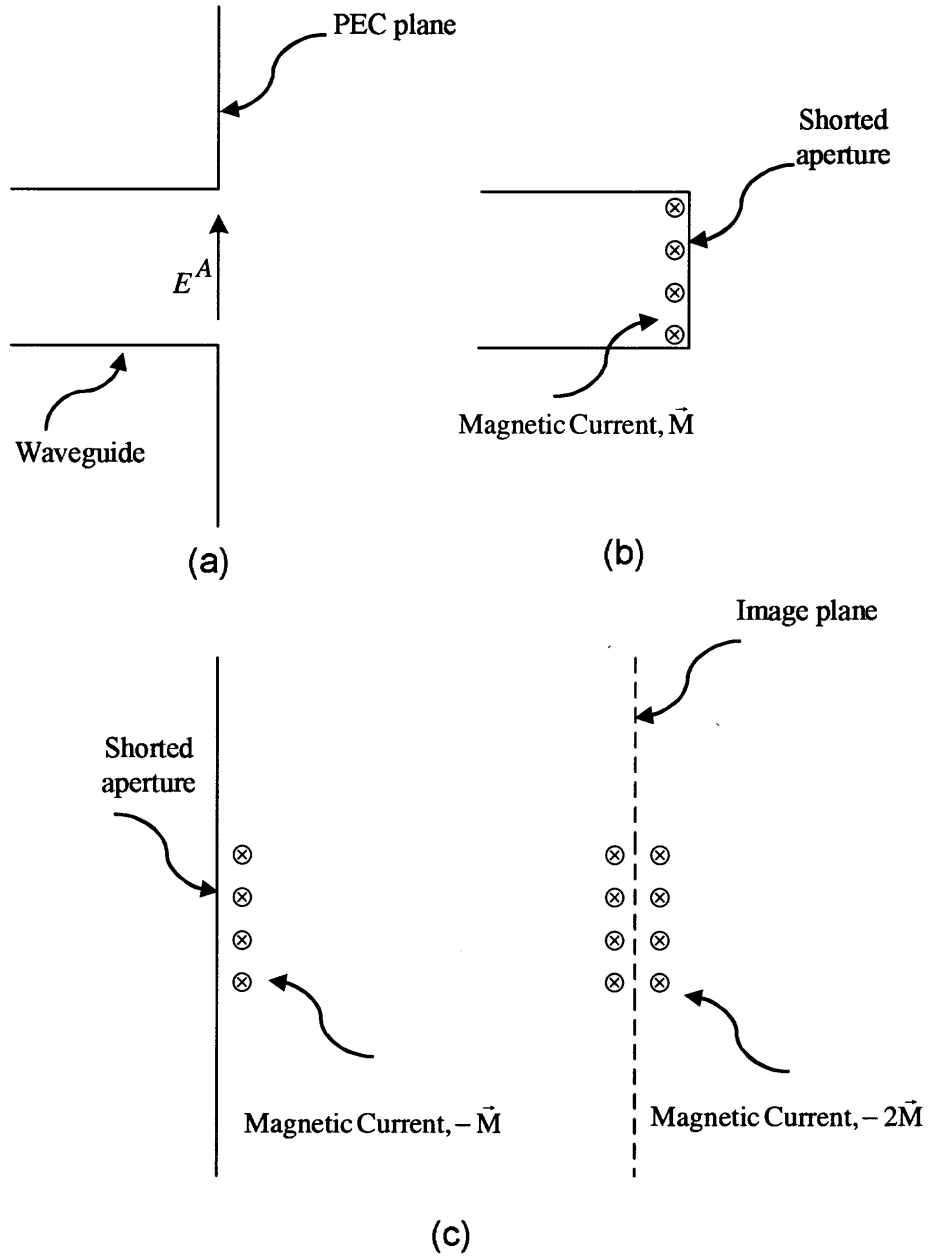 PEC plane
Shorted
aperture
E^A
Magnetic Current, M⃗
Waveguide
(a)
(b)
Image plane
Shorted
aperture
Magnetic Current, – M⃗
Magnetic Current, – 2M⃗
(c)